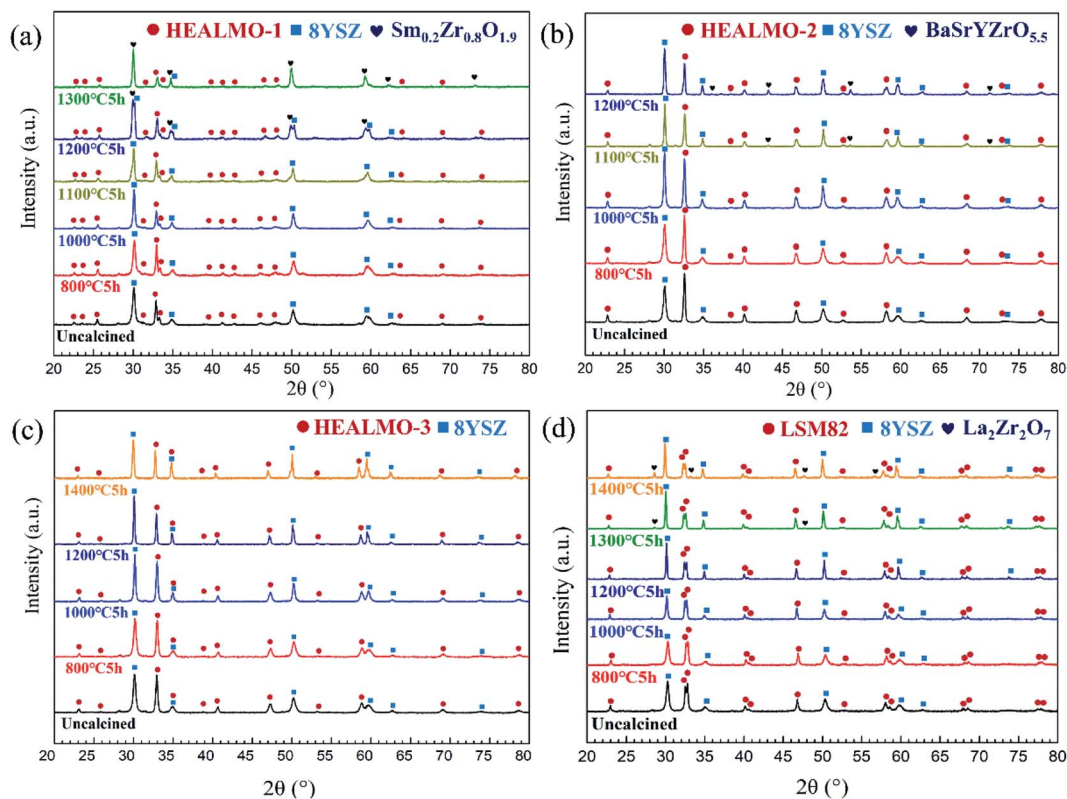 (a)
● HEALMO-1 ■ 8YSZ ♥ Sm₀.₂Zr₀.₈O₁.₉
1300°C5h
1200°C5h
1100°C5h
1000°C5h
800°C5h
Uncalcined
Intensity (a.u.)
20 25 30 35 40 45 50 55 60 65 70 75 80
2θ (°)
(b)
● HEALMO-2 ■ 8YSZ ♥ BaSrYZrO₅.₅
1200°C5h
1100°C5h
1000°C5h
800°C5h
Uncalcined
Intensity (a.u.)
20 25 30 35 40 45 50 55 60 65 70 75 80
2θ (°)
(c)
● HEALMO-3 ■ 8YSZ
1400°C5h
1200°C5h
1000°C5h
800°C5h
Uncalcined
Intensity (a.u.)
20 25 30 35 40 45 50 55 60 65 70 75 80
2θ (°)
(d)
● LSM82 ■ 8YSZ ♥ La₂Zr₂O₇
1400°C5h
1300°C5h
1200°C5h
1000°C5h
800°C5h
Uncalcined
Intensity (a.u.)
20 25 30 35 40 45 50 55 60 65 70 75 80
2θ (°)